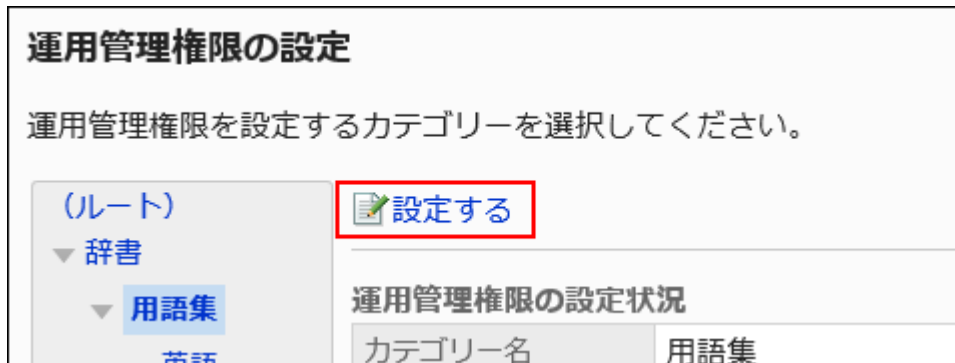 運用管理権限の設定
運用管理権限を設定するカテゴリーを選択してください。
(ルート)
設定する
辞書
用語集
英語
運用管理権限の設定状況
カテゴリー名 用語集